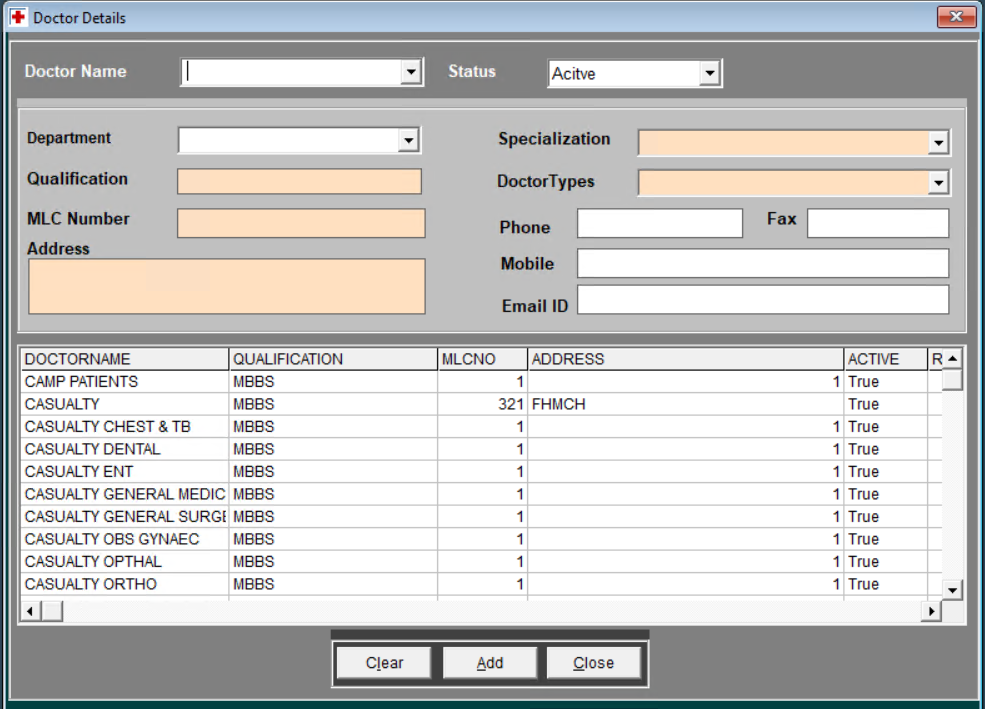 Doctor Details
Doctor Name Status Acitve
Department Specialization
Qualification DoctorTypes
MLC Number Phone Fax
Address Mobile
Email ID
DOCTORNAME QUALIFICATION MLCNO ADDRESS ACTIVE R
CAMP PATIENTS MBBS 1 1 True
CASUALTY MBBS 321 FHMCH True
CASUALTY CHEST & TB MBBS 1 1 True
CASUALTY DENTAL MBBS 1 1 True
CASUALTY ENT MBBS 1 1 True
CASUALTY GENERAL MEDIC MBBS 1 1 True
CASUALTY GENERAL SURGE MBBS 1 1 True
CASUALTY OBS GYNAEC MBBS 1 1 True
CASUALTY OPTHAL MBBS 1 1 True
CASUALTY ORTHO MBBS 1 1 True
Clear Add Close